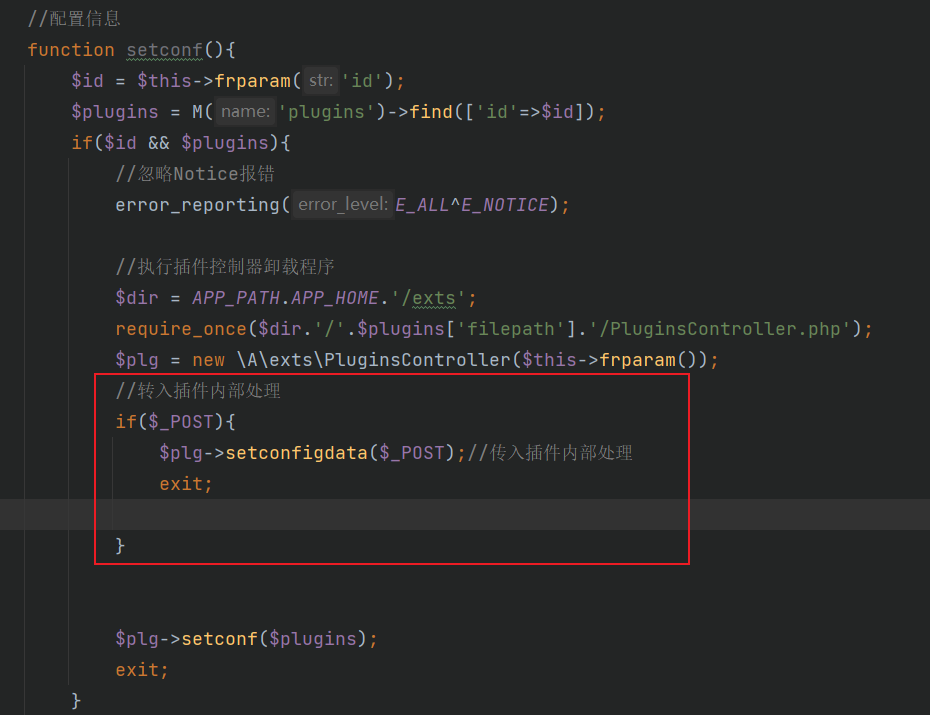 //配置信息
function setconf(){
$id = $this->frparam( str: 'id');
$plugins = M( name: 'plugins')->find(['id'=>$id]);
if($id && $plugins){
//忽略Notice报错
error_reporting( error_level: E_ALL^E_NOTICE);
//执行插件控制器卸载程序
$dir = APP_PATH.APP_HOME.'/exts';
require_once($dir.'/'.$plugins['filepath'].'/PluginsController.php');
$plg = new \A\exts\PluginsController($this->frparam());
//转入插件内部处理
if($_POST){
$plg->setconfigdata($_POST);//传入插件内部处理
exit;
}
$plg->setconf($plugins);
exit;
}